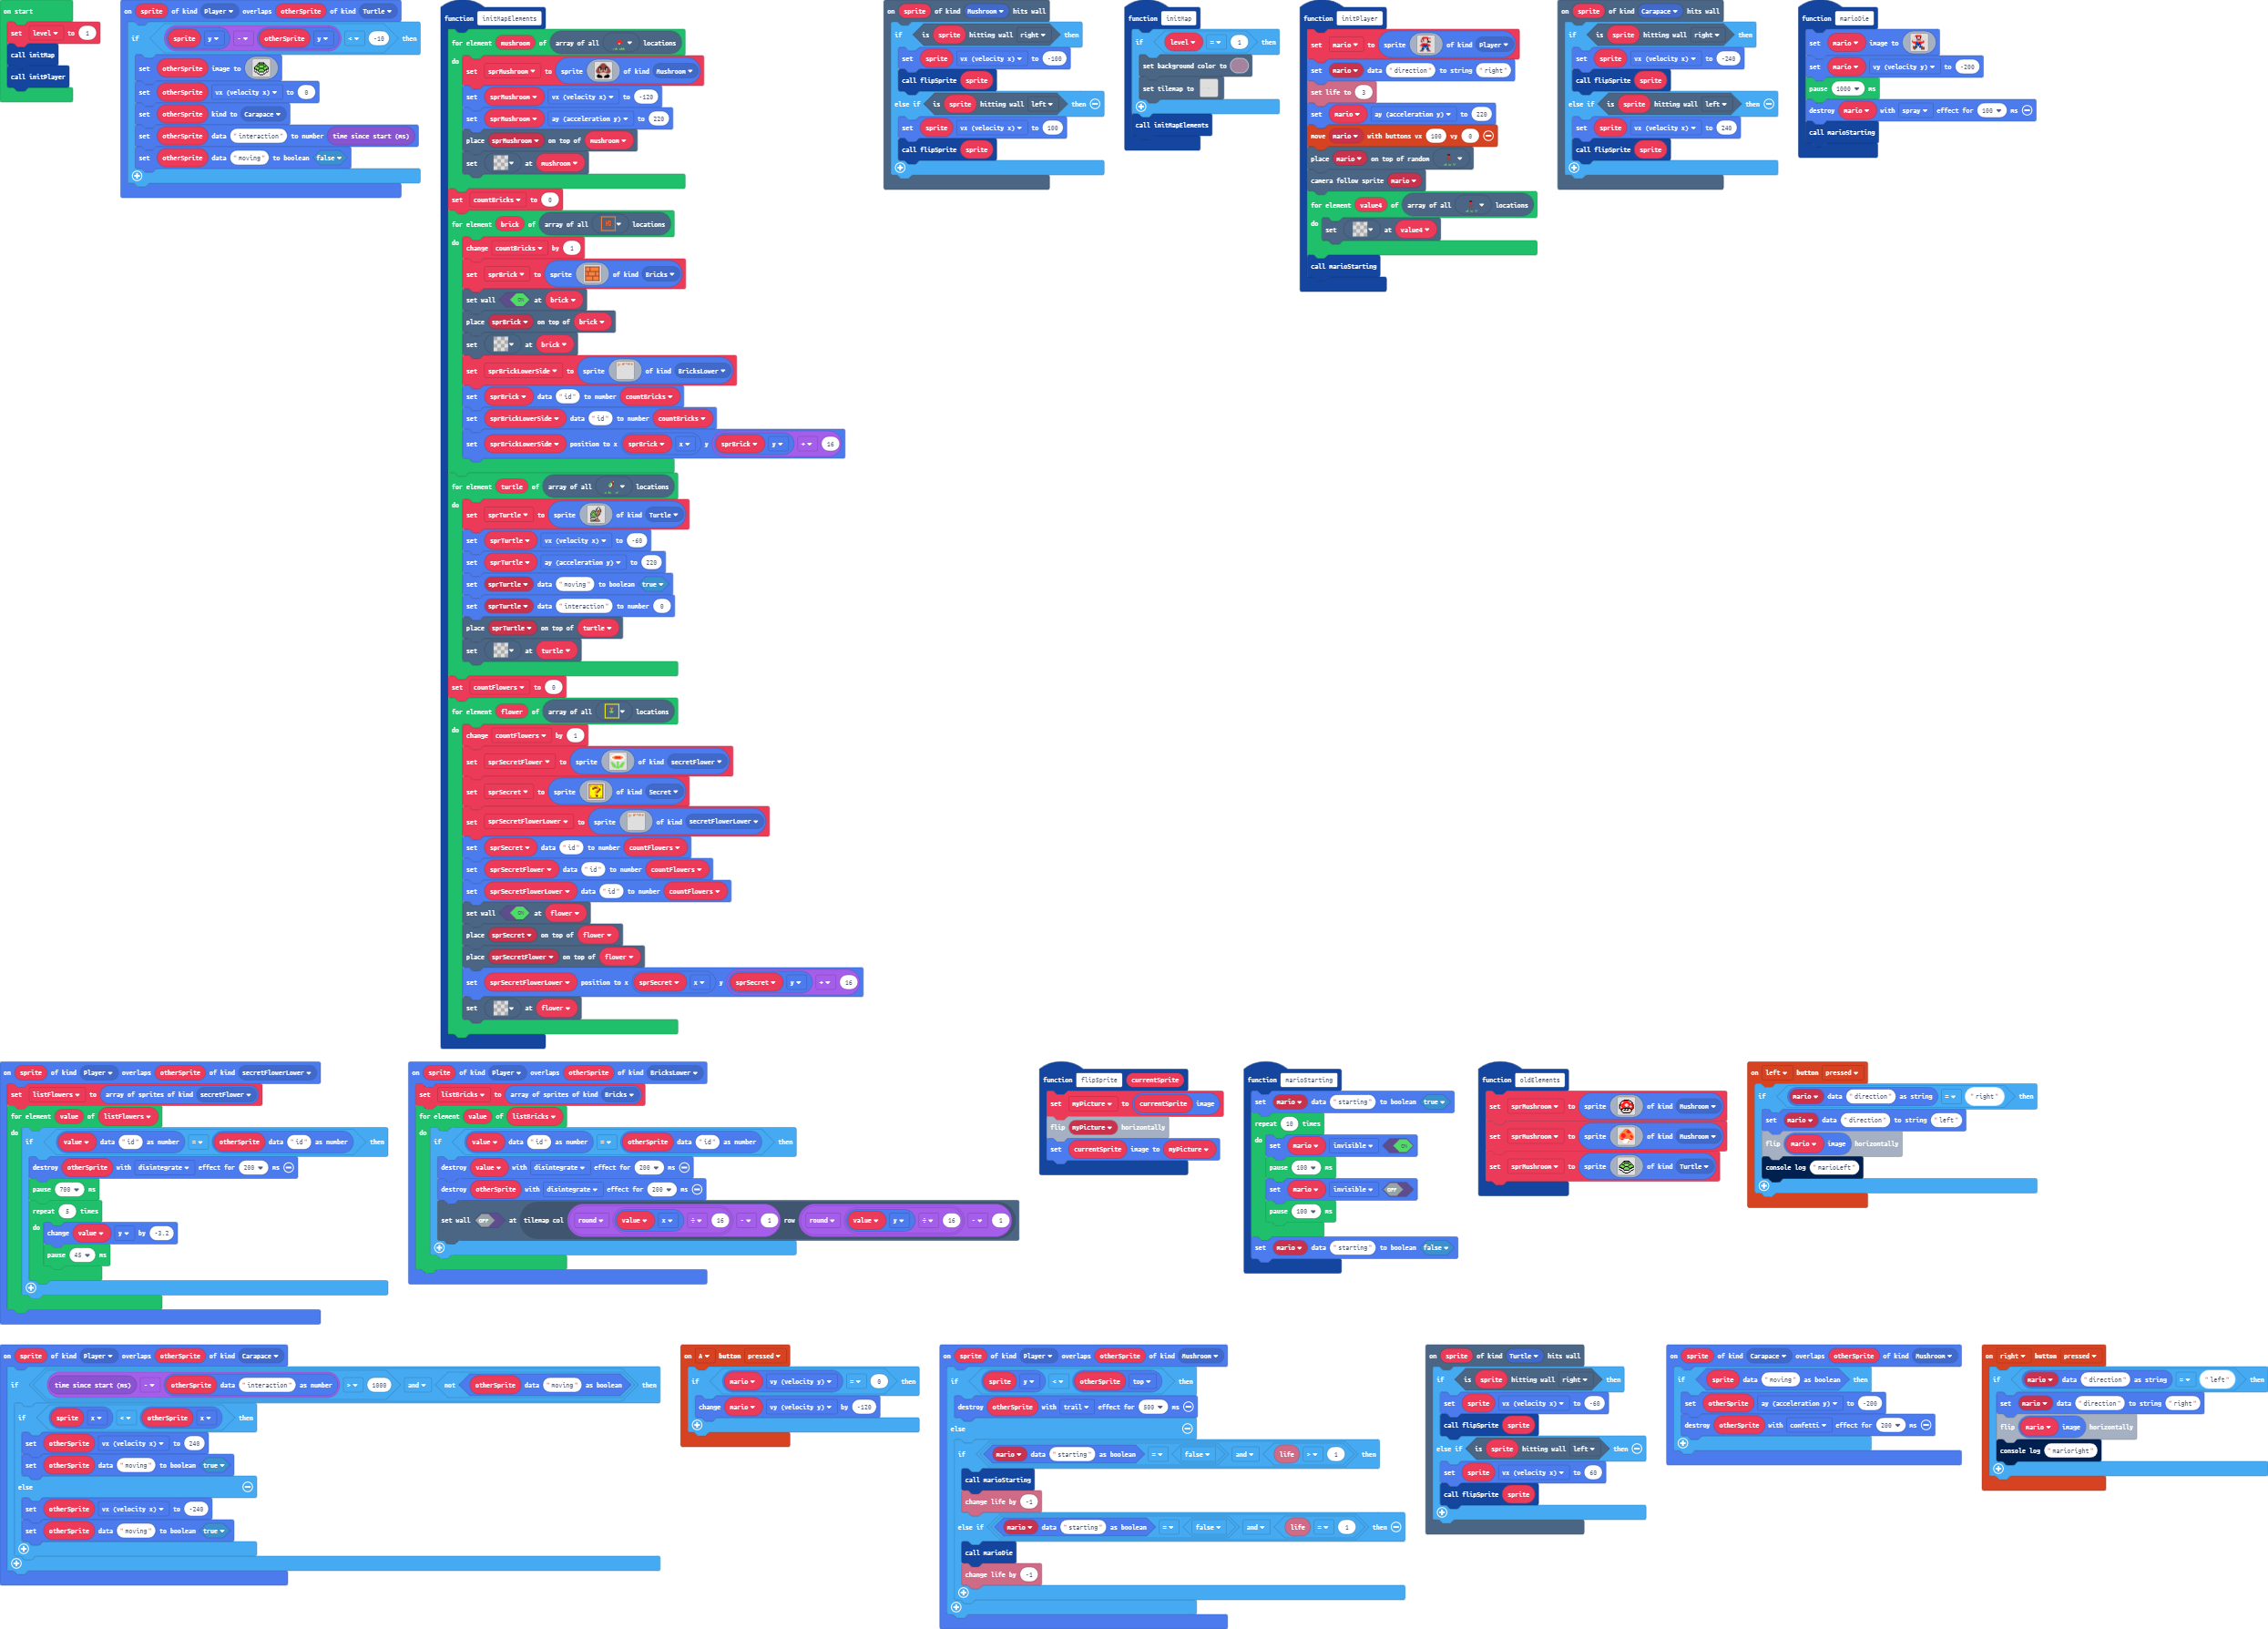 on start
set level to 1
call initMap
call initPlayer
on sprite of kind Player overlaps otherSprite of kind Turtle
if sprite y - otherSprite y < -10 then
set otherSprite image to
set otherSprite vx (velocity x) to 0
set otherSprite kind to Carapace
set otherSprite data "interaction" to number time since start (ms)
set otherSprite data "moving" to boolean false
function initMapElements
for element mushroom of array of all locations
do set sprMushroom to sprite of kind Mushroom
set sprMushroom vx (velocity x) to -120
set sprMushroom ay (acceleration y) to 220
place sprMushroom on top of mushroom
set at mushroom
set countBricks to 0
for element brick of array of all locations
do change countBricks by 1
set sprBrick to sprite of kind Bricks
set wall ON at brick
place sprBrick on top of brick
set at brick
set sprBrickLowerSide to sprite of kind BricksLower
set sprBrick data "id" to number countBricks
set sprBrickLowerSide data "id" to number countBricks
set sprBrickLowerSide position to x sprBrick x y sprBrick y + 16
for element turtle of array of all locations
do set sprTurtle to sprite of kind Turtle
set sprTurtle vx (velocity x) to -60
set sprTurtle ay (acceleration y) to 220
set sprTurtle data "moving" to boolean true
set sprTurtle data "interaction" to number 0
place sprTurtle on top of turtle
set at turtle
set countFlowers to 0
for element flower of array of all locations
do change countFlowers by 1
set sprSecretFlower to sprite of kind secretFlower
set sprSecret to sprite of kind Secret
set sprSecretFlowerLower to sprite of kind secretFlowerLower
set sprSecret data "id" to number countFlowers
set sprSecretFlower data "id" to number countFlowers
set sprSecretFlowerLower data "id" to number countFlowers
set wall ON at flower
place sprSecret on top of flower
place sprSecretFlower on top of flower
set sprSecretFlowerLower position to x sprSecret x y sprSecret y + 16
set at flower
on sprite of kind Mushroom hits wall
if is sprite hitting wall right then
set sprite vx (velocity x) to -100
call flipSprite sprite
else if is sprite hitting wall left then
set sprite vx (velocity x) to 100
call flipSprite sprite
function initMap
if level = 1 then
set background color to
set tilemap to
call initMapElements
function initPlayer
set mario to sprite of kind Player
set mario data "direction" to string "right"
set life to 3
set mario ay (acceleration y) to 220
move mario with buttons vx 100 vy 0
place mario on top of random
camera follow sprite mario
for element value4 of array of all locations
do set at value4
call marioStarting
on sprite of kind Carapace hits wall
if is sprite hitting wall right then
set sprite vx (velocity x) to -240
call flipSprite sprite
else if is sprite hitting wall left then
set sprite vx (velocity x) to 240
call flipSprite sprite
function marioDie
set mario image to
set mario vy (velocity y) to -200
pause 1000 ms
destroy mario with spray effect for 100 ms
call marioStarting
on sprite of kind Player overlaps otherSprite of kind secretFlowerLower
set listFlowers to array of sprites of kind secretFlower
for element value of listFlowers
do if value data "id" as number = otherSprite data "id" as number then
destroy otherSprite with disintegrate effect for 200 ms
pause 700 ms
repeat 5 times
do change value y by -3.2
pause 45 ms
on sprite of kind Player overlaps otherSprite of kind BricksLower
set listBricks to array of sprites of kind Bricks
for element value of listBricks
do if value data "id" as number = otherSprite data "id" as number then
destroy value with disintegrate effect for 200 ms
destroy otherSprite with disintegrate effect for 200 ms
set wall OFF at tilemap col round value x ÷ 16 - 1 row round value y ÷ 16 - 1
function flipSprite currentSprite
set myPicture to currentSprite image
flip myPicture horizontally
set currentSprite image to myPicture
function marioStarting
set mario data "starting" to boolean true
repeat 10 times
do set mario invisible ON
pause 100 ms
set mario invisible OFF
pause 100 ms
set mario data "starting" to boolean false
function oldElements
set sprMushroom to sprite of kind Mushroom
set sprMushroom to sprite of kind Mushroom
set sprMushroom to sprite of kind Turtle
on left button pressed
if mario data "direction" as string = "right" then
set mario data "direction" to string "left"
flip mario image horizontally
console log "marioLeft"
on sprite of kind Player overlaps otherSprite of kind Carapace
if time since start (ms) - otherSprite data "interaction" as number > 1000 and not otherSprite data "moving" as boolean then
if sprite x < otherSprite x then
set otherSprite vx (velocity x) to 240
set otherSprite data "moving" to boolean true
else
set otherSprite vx (velocity x) to -240
set otherSprite data "moving" to boolean true
on A button pressed
if mario vy (velocity y) = 0 then
change mario vy (velocity y) by -120
on sprite of kind Player overlaps otherSprite of kind Mushroom
if sprite y < otherSprite top then
destroy otherSprite with trail effect for 500 ms
else
if mario data "starting" as boolean = false and life > 1 then
call marioStarting
change life by -1
else if mario data "starting" as boolean = false and life = 1 then
call marioDie
change life by -1
on sprite of kind Turtle hits wall
if is sprite hitting wall right then
set sprite vx (velocity x) to -60
call flipSprite sprite
else if is sprite hitting wall left then
set sprite vx (velocity x) to 60
call flipSprite sprite
on sprite of kind Carapace overlaps otherSprite of kind Mushroom
if sprite data "moving" as boolean then
set otherSprite ay (acceleration y) to -200
destroy otherSprite with confetti effect for 200 ms
on right button pressed
if mario data "direction" as string = "left" then
set mario data "direction" to string "right"
flip mario image horizontally
console log "marioright"